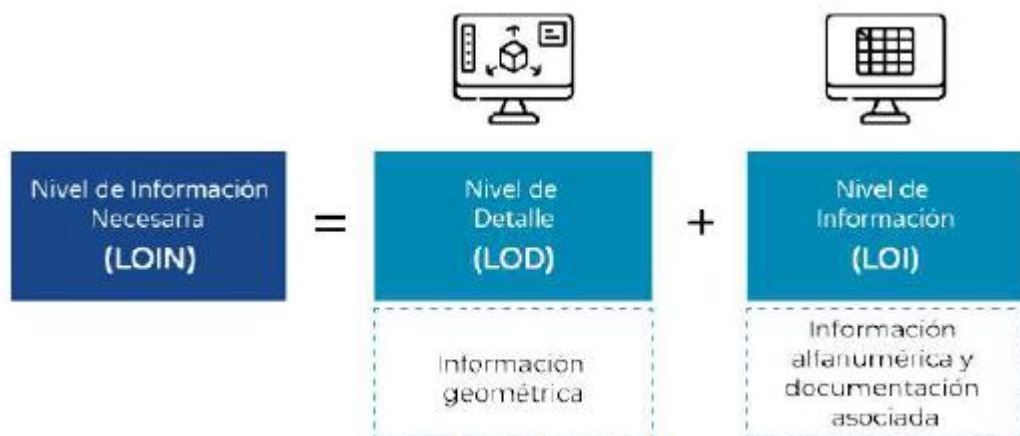 Nivel de Información
Necesaria
(LOIN)
=
Nivel de
Detalle
(LOD)
+
Nivel de
Información
(LOI)
Información
geométrica
Información
alfanumérica y
documentación
asociada